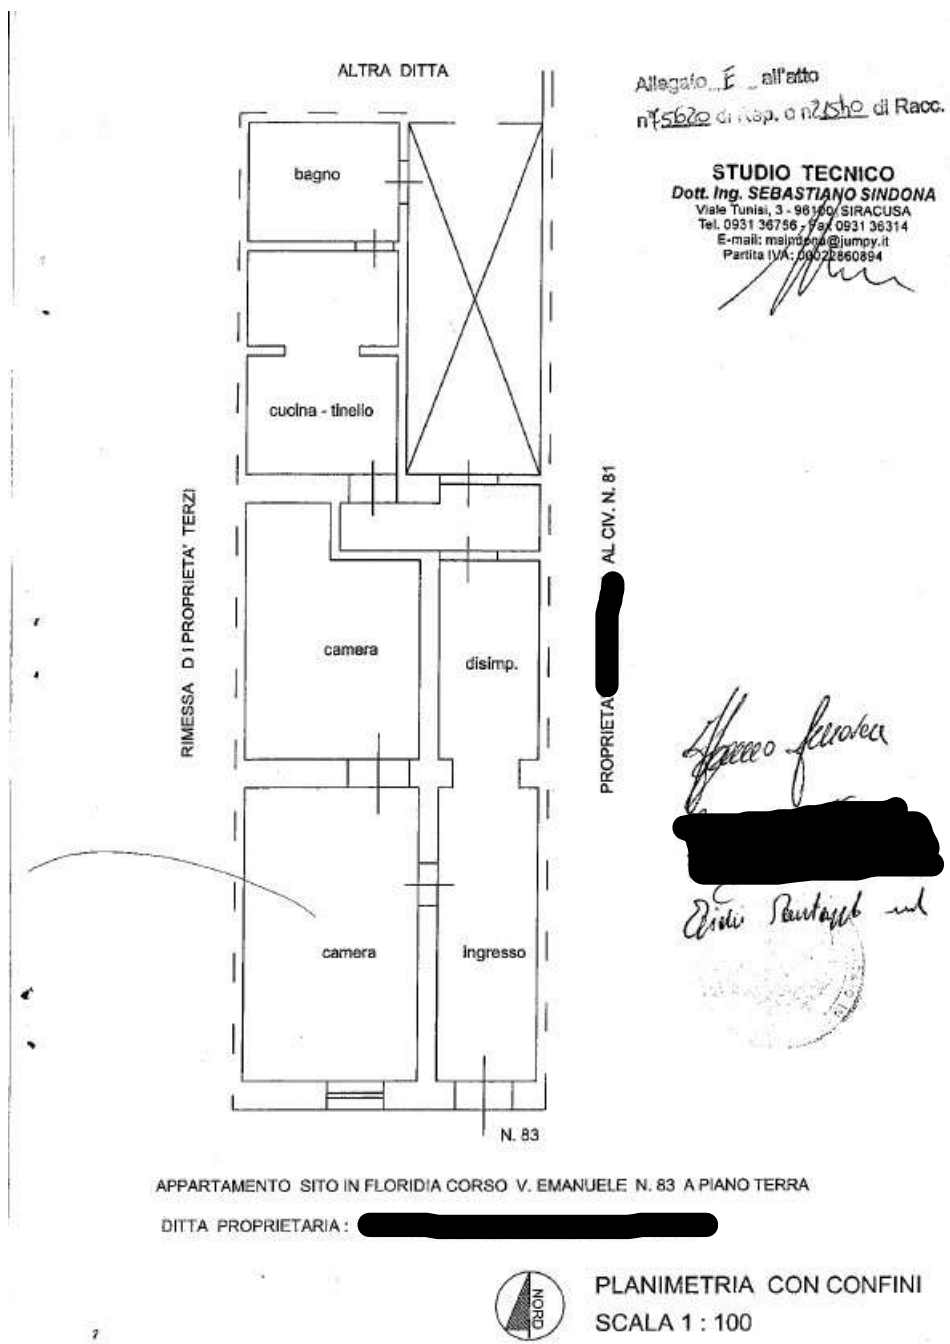 ALTRA DITTA
Allegato E all'atto
di Rep. o n di Racc.
STUDIO TECNICO
Dott. Ing. SEBASTIANO SINDONA
Viale Tunisi, 3 - 96100 SIRACUSA
Tel. 0931 36756 - Fax 0931 36314
E-mail: @jumpy.it
Partita IVA:
bagno
cucina - tinello
RIMESSA DI PROPRIETA' TERZI
PROPRIETA' AL CIV. N. 81
camera
disimp.
camera
ingresso
N. 83
APPARTAMENTO SITO IN FLORIDIA CORSO V. EMANUELE N. 83 A PIANO TERRA
DITTA PROPRIETARIA :
NORD
PLANIMETRIA CON CONFINI
SCALA 1 : 100